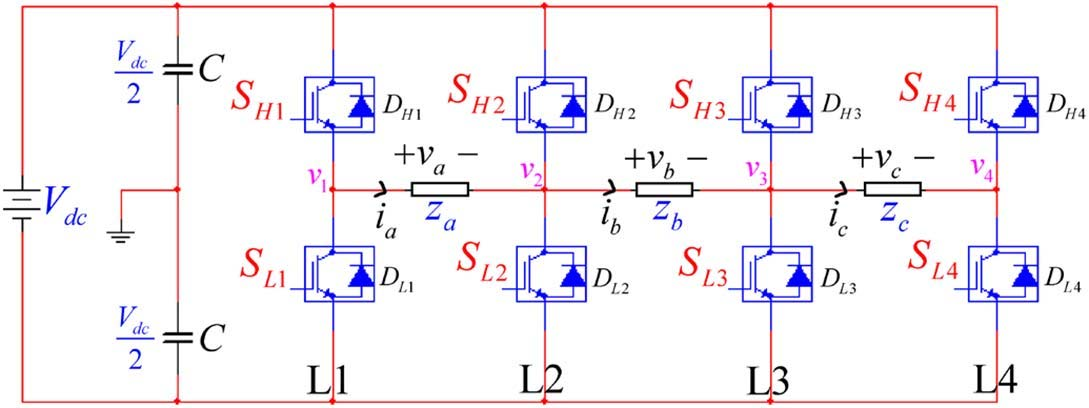 V_dc
V_dc/2
C
V_dc/2
C
S_H1
D_H1
S_H2
D_H2
S_H3
D_H3
S_H4
D_H4
v_1
+v_a −
i_a
z_a
v_2
+v_b −
i_b
z_b
v_3
+v_c −
i_c
z_c
v_4
S_L1
D_L1
S_L2
D_L2
S_L3
D_L3
S_L4
D_L4
L1
L2
L3
L4